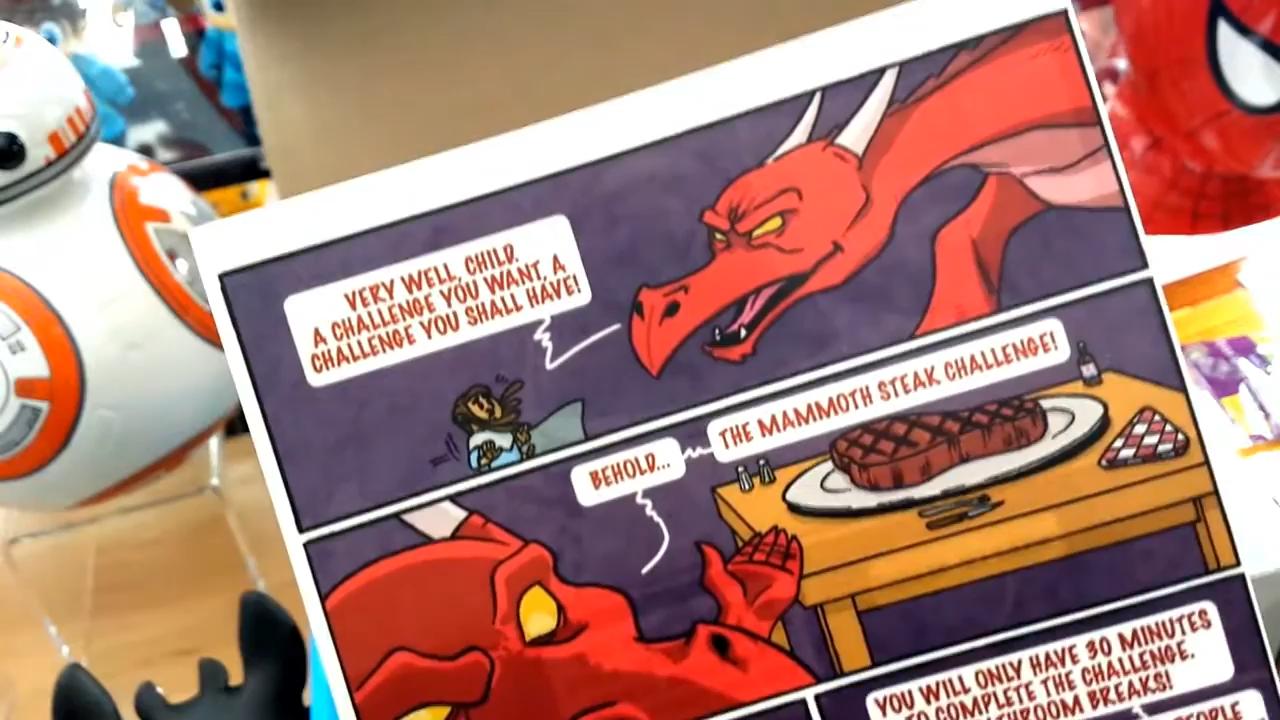 VERY WELL, CHILD.
A CHALLENGE YOU WANT, A
CHALLENGE YOU SHALL HAVE!
BEHOLD...
THE MAMMOTH STEAK CHALLENGE!
YOU WILL ONLY HAVE 30 MINUTES
TO COMPLETE THE CHALLENGE.
BREAKS!